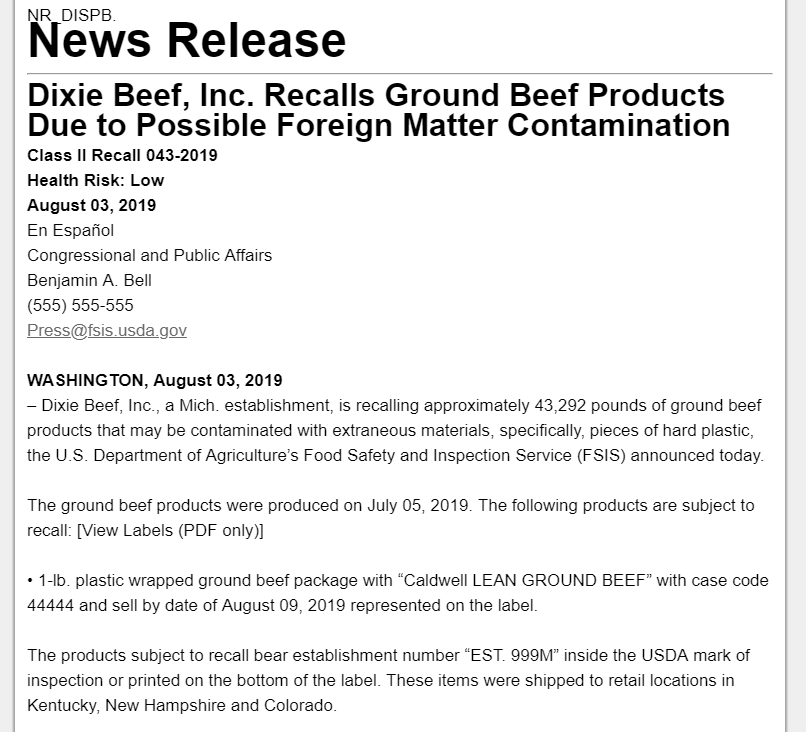 NR_DISPB.
News Release
Dixie Beef, Inc. Recalls Ground Beef Products
Due to Possible Foreign Matter Contamination
Class II Recall 043-2019
Health Risk: Low
August 03, 2019
En Español
Congressional and Public Affairs
Benjamin A. Bell
(555) 555-555
Press@fsis.usda.gov
WASHINGTON, August 03, 2019
– Dixie Beef, Inc., a Mich. establishment, is recalling approximately 43,292 pounds of ground beef
products that may be contaminated with extraneous materials, specifically, pieces of hard plastic,
the U.S. Department of Agriculture’s Food Safety and Inspection Service (FSIS) announced today.
The ground beef products were produced on July 05, 2019. The following products are subject to
recall: [View Labels (PDF only)]
• 1-lb. plastic wrapped ground beef package with “Caldwell LEAN GROUND BEEF” with case code
44444 and sell by date of August 09, 2019 represented on the label.
The products subject to recall bear establishment number “EST. 999M” inside the USDA mark of
inspection or printed on the bottom of the label. These items were shipped to retail locations in
Kentucky, New Hampshire and Colorado.